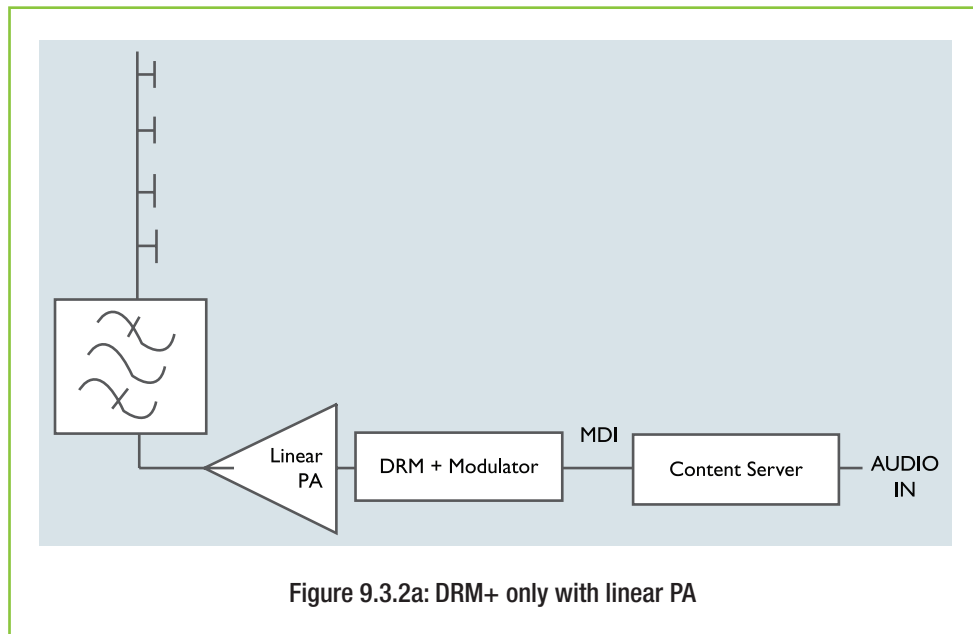 Linear
PA
DRM + Modulator
MDI
Content Server
AUDIO
IN
Figure 9.3.2a: DRM+ only with linear PA